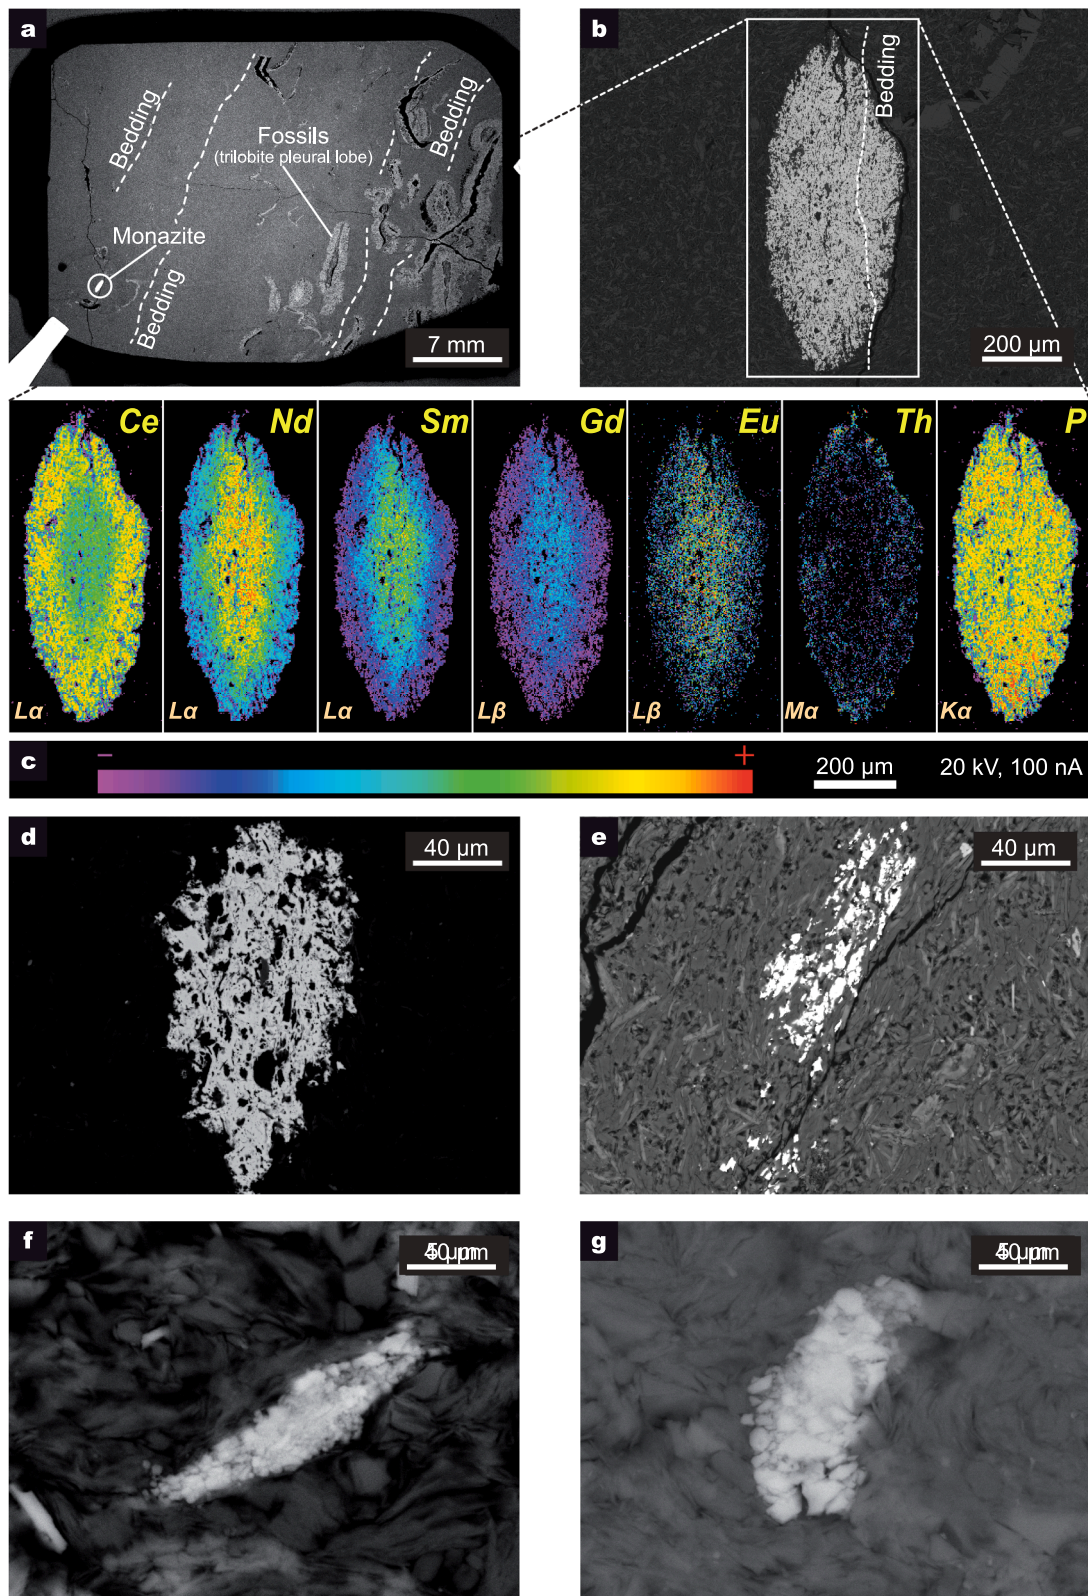 a
Bedding
Fossils
(trilobite pleural lobe)
Bedding
Monazite
Bedding
7 mm
b
Bedding
200 µm
Ce
Nd
Sm
Gd
Eu
Th
P
Lα
Lα
Lα
Lβ
Lβ
Mα
Kα
c
−
+
200 µm
20 kV, 100 nA
d
40 µm
e
40 µm
f
g